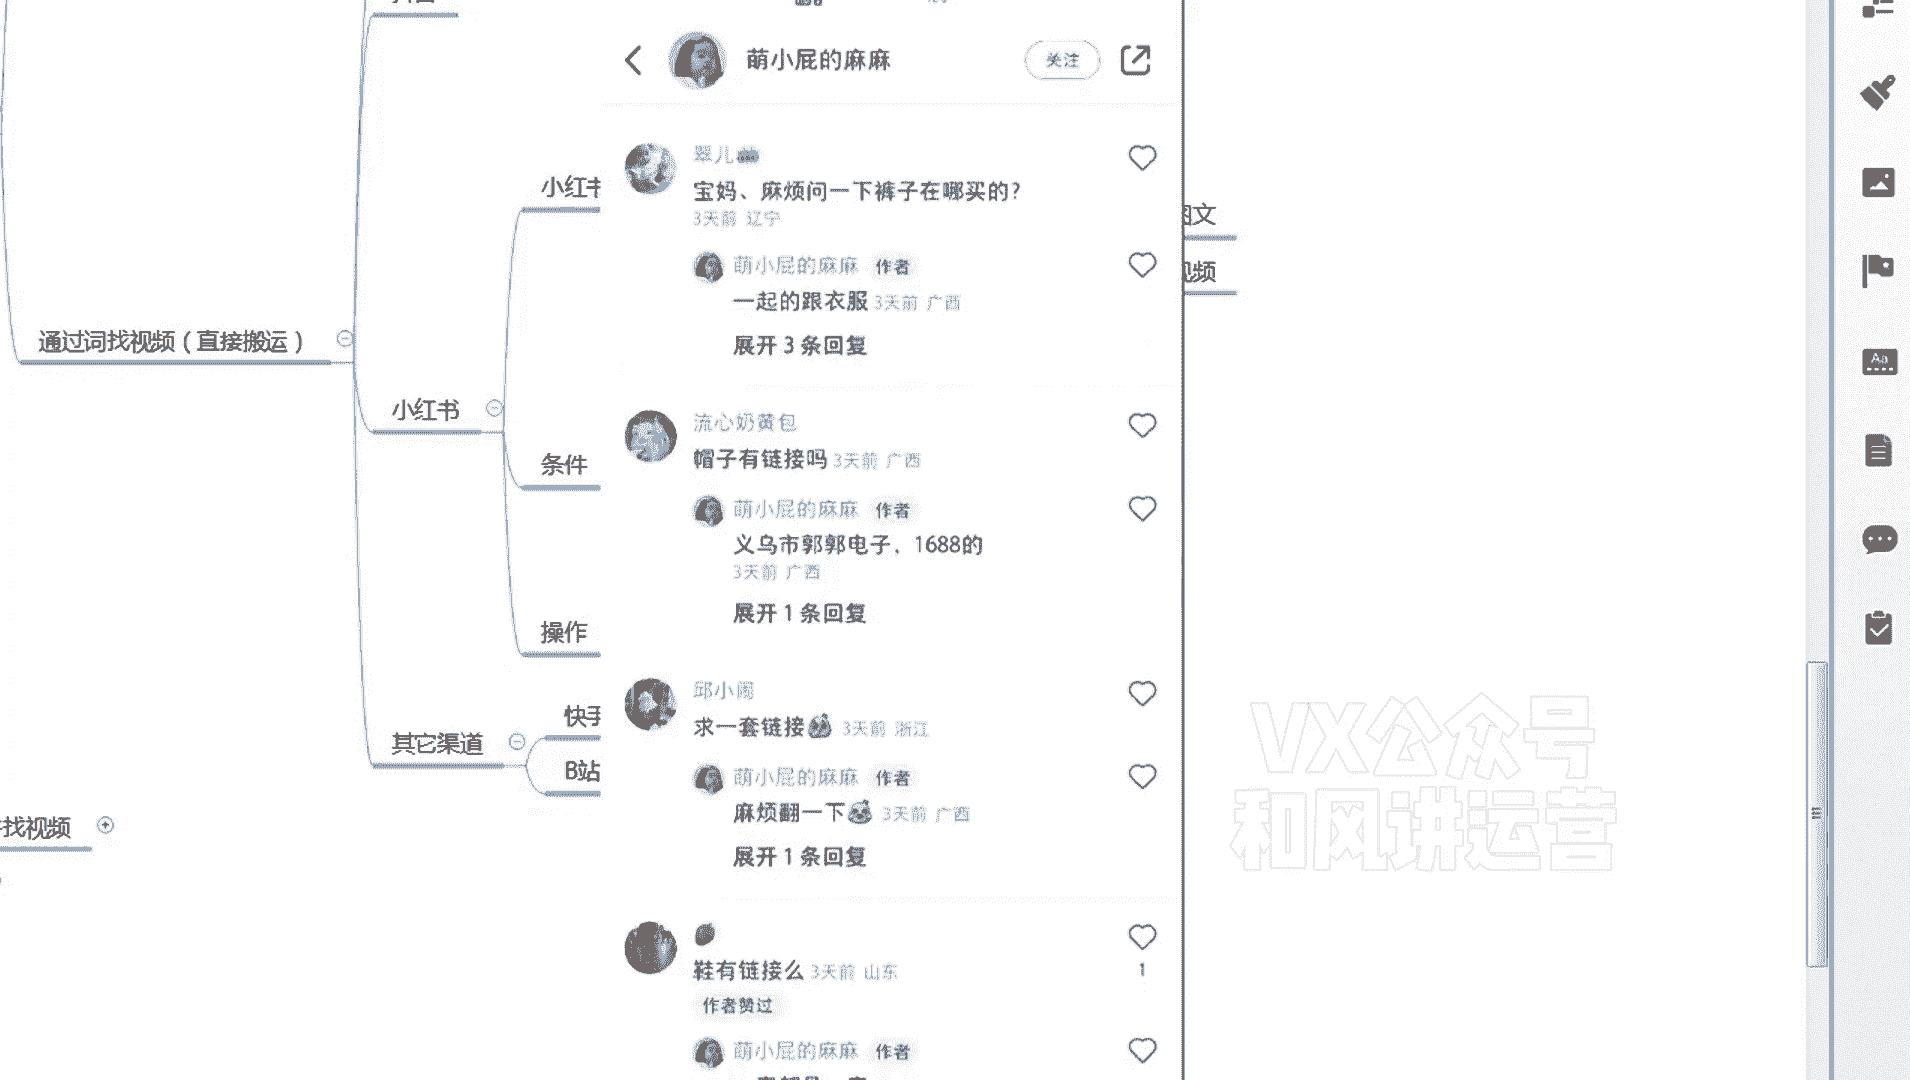 萌小屁的麻麻
关注
翠儿
宝妈、麻烦问一下裤子在哪买的?
3天前 辽宁
萌小屁的麻麻 作者
一起的跟衣服 3天前 广西
展开 3 条回复
流心奶黄包
帽子有链接吗 3天前 广西
萌小屁的麻麻 作者
义乌市郭郭电子，1688的
3天前 广西
展开 1 条回复
邱小闹
求一套链接 3天前 浙江
萌小屁的麻麻 作者
麻烦翻一下 3天前 广西
展开 1 条回复
鞋有链接么 3天前 山东
1
作者赞过
萌小屁的麻麻 作者
通过词找视频（直接搬运）
小红书
小红书
条件
操作
其它渠道
快手
B站
找视频
图文
视频
VX公众号
和风讲运营
Aa